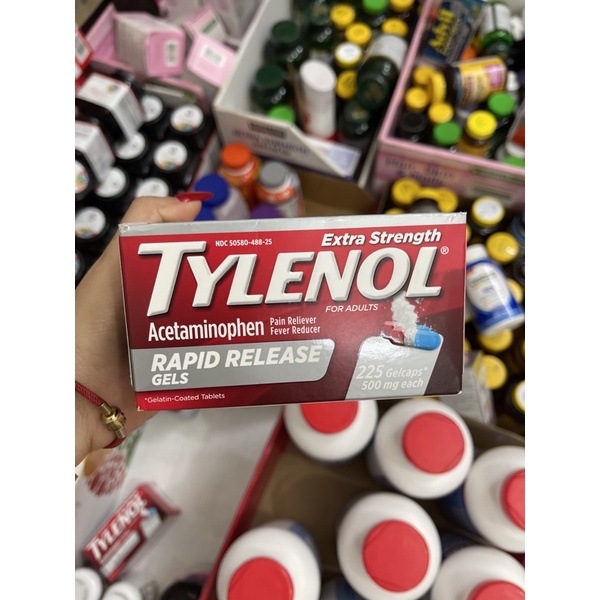 NDC 50580-488-25
Extra Strength
TYLENOL®
FOR ADULTS
Acetaminophen
Pain Reliever
Fever Reducer
RAPID RELEASE
GELS
225 Gelcaps*
500 mg each
*Gelatin-Coated Tablets
Advil
TYLENOL